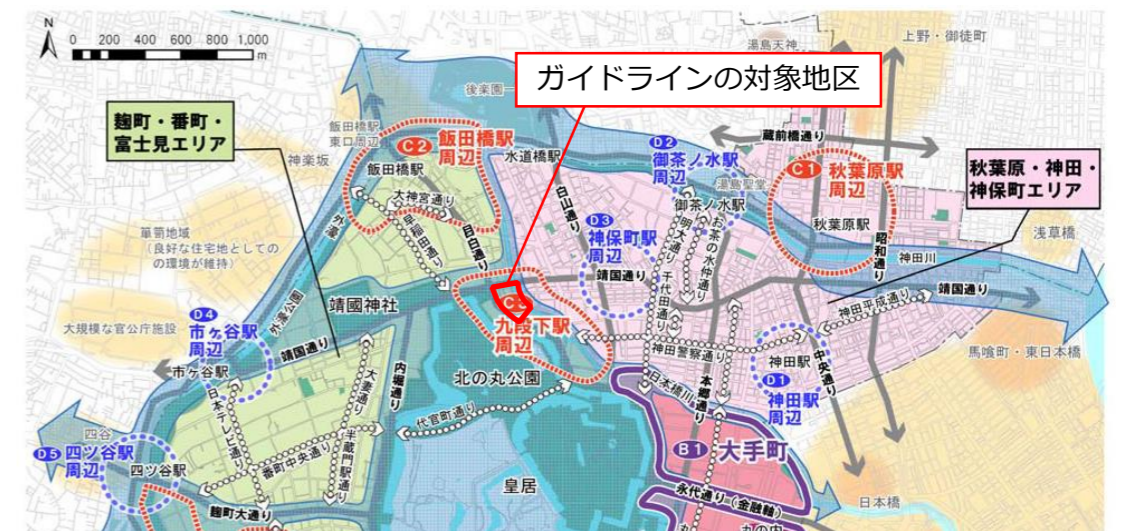 N
0 200 400 600 800 1,000
m
ガイドラインの対象地区
湯島天神
上野・御徒町
後楽園
麹町・番町・
富士見エリア
飯田橋駅
東口周辺
神楽坂
C2 飯田橋駅
周辺
飯田橋駅
水道橋駅
D2
御茶ノ水駅
周辺
蔵前橋通り
湯島聖堂
C1 秋葉原駅
周辺
秋葉原・神田・
神保町エリア
大神宮通り
早稲田通り
目白通り
白山通り
御茶ノ水駅
明大通り
お茶の水仲通り
秋葉原駅
昭和通り
浅草橋
外濠
簞笥地域
(良好な住宅地としての
の環境が維持)
D3
神保町駅
周辺
靖国通り
千代田通り
神田川
靖国通り
外濠公園
靖國神社
九段下駅
周辺
神田平成通り
大規模な官公庁施設
D4
市ヶ谷駅
周辺
靖国通り
市ケ谷駅
神田警察通り
神田駅
中央通り
馬喰町・東日本橋
大妻通り
内堀通り
北の丸公園
日本橋川
本郷通り
D1
神田駅
周辺
日本テレビ通り
代官町通り
四谷
D5 四ツ谷駅
周辺
四ツ谷駅
番町中央通り
半蔵門駅通り
B1 大手町
皇居
永代通り(金融軸)
日本橋
麹町大通り